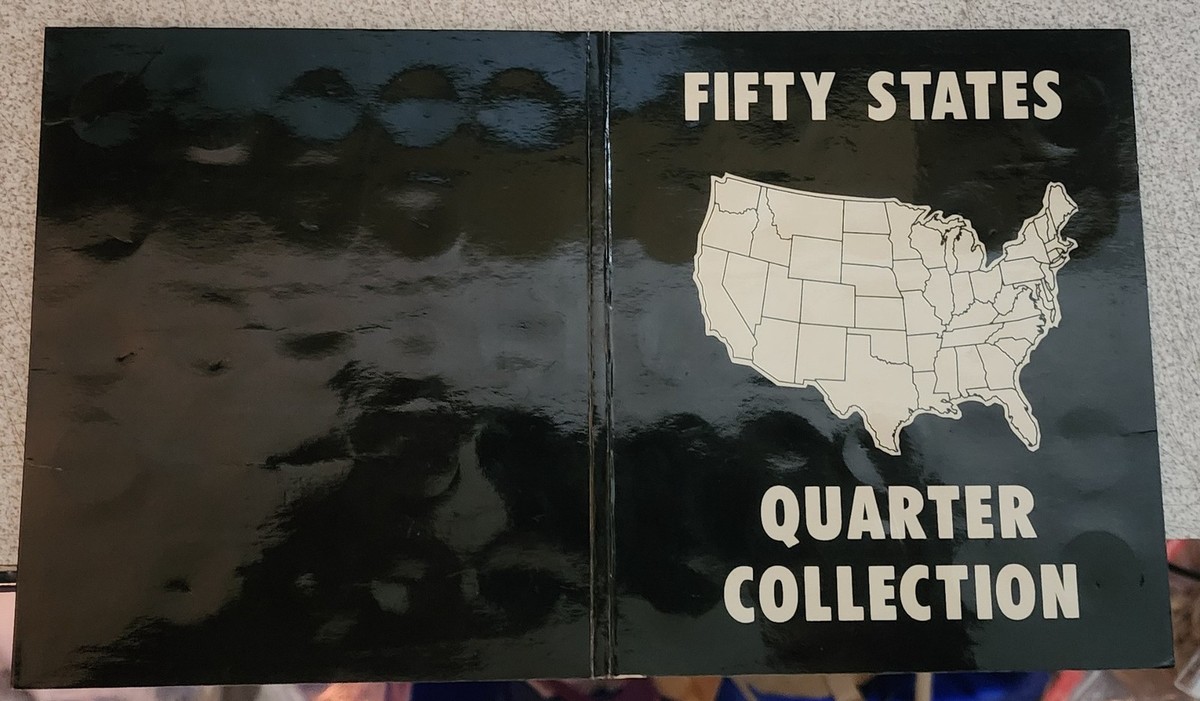 FIFTY STATES
QUARTER
COLLECTION